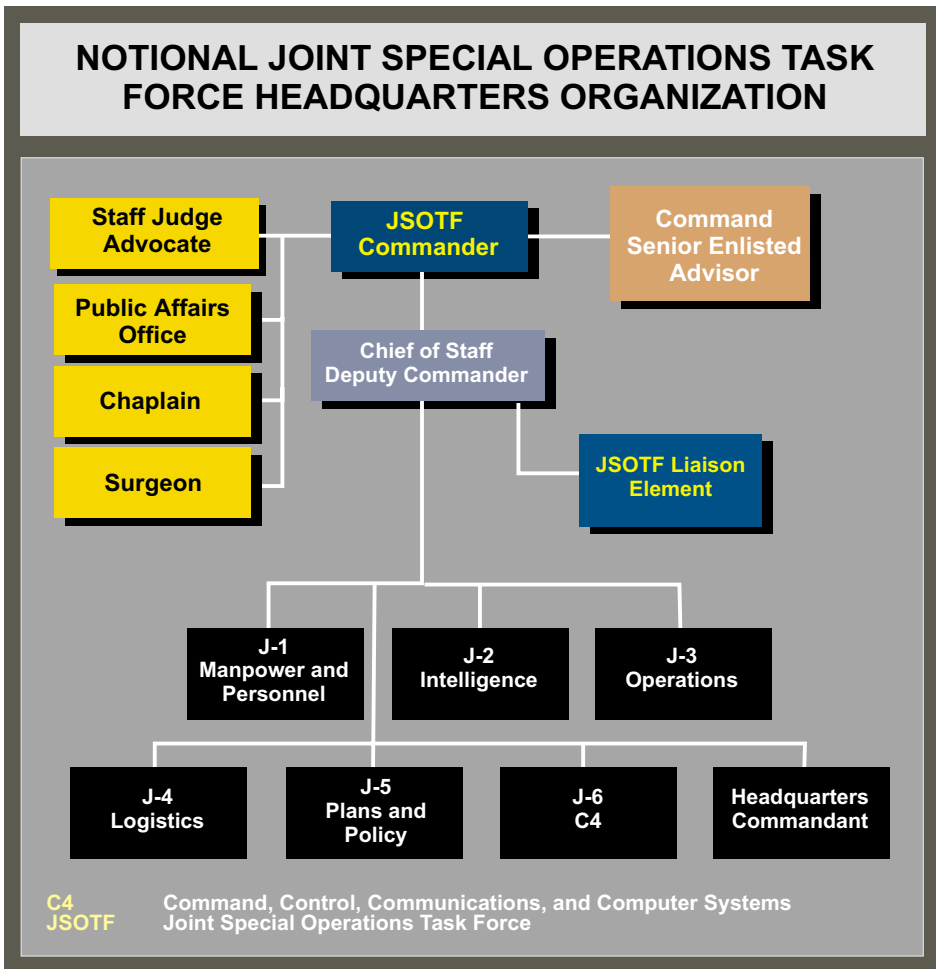 NOTIONAL JOINT SPECIAL OPERATIONS TASK
FORCE HEADQUARTERS ORGANIZATION
Staff Judge
Advocate
JSOTF
Commander
Command
Senior Enlisted
Advisor
Public Affairs
Office
Chief of Staff
Deputy Commander
Chaplain
Surgeon
JSOTF Liaison
Element
J-1
Manpower and
Personnel
J-2
Intelligence
J-3
Operations
J-4
Logistics
J-5
Plans and
Policy
J-6
C4
Headquarters
Commandant
C4 Command, Control, Communications, and Computer Systems
JSOTF Joint Special Operations Task Force